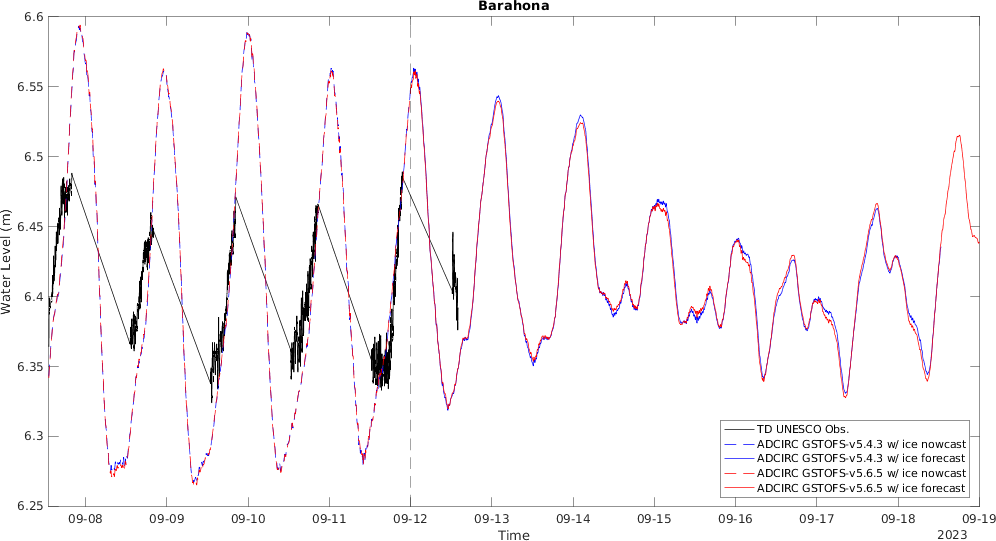 Barahona
6.6
6.55
6.5
6.45
6.4
6.35
6.3
6.25
Water Level (m)
TD UNESCO Obs.
ADCIRC GSTOFS-v5.4.3 w/ ice nowcast
ADCIRC GSTOFS-v5.4.3 w/ ice forecast
ADCIRC GSTOFS-v5.6.5 w/ ice nowcast
ADCIRC GSTOFS-v5.6.5 w/ ice forecast
09-08 09-09 09-10 09-11 09-12 09-13 09-14 09-15 09-16 09-17 09-18 09-19
Time
2023